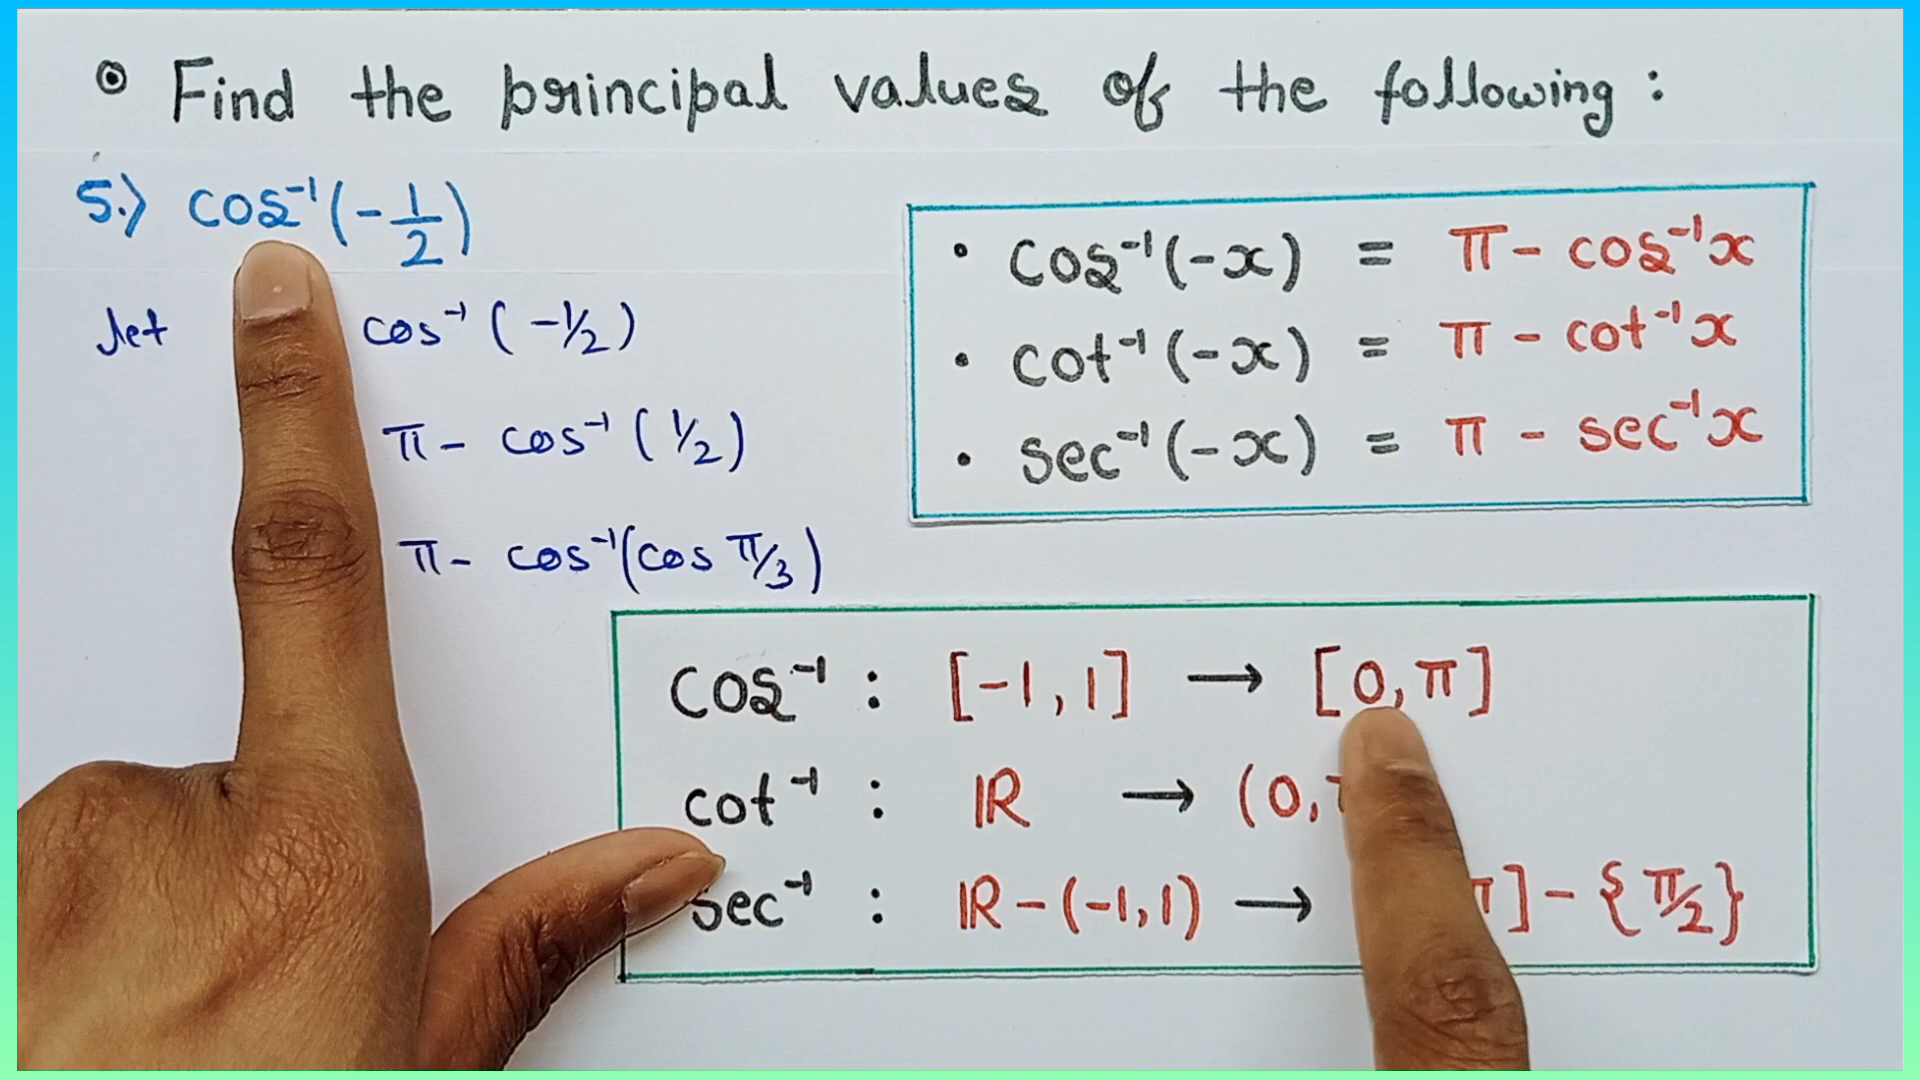 Find the principal values of the following :
5.) cos⁻¹(-1/2)
let cos⁻¹ (-1/2)
π - cos⁻¹ (1/2)
π - cos⁻¹(cos π/3)
• cos⁻¹(-x) = π - cos⁻¹x
• cot⁻¹(-x) = π - cot⁻¹x
• sec⁻¹(-x) = π - sec⁻¹x
cos⁻¹ : [-1, 1] → [0, π]
cot⁻¹ : ℝ → (0,
sec⁻¹ : ℝ - (-1, 1) → π] - {π/2}